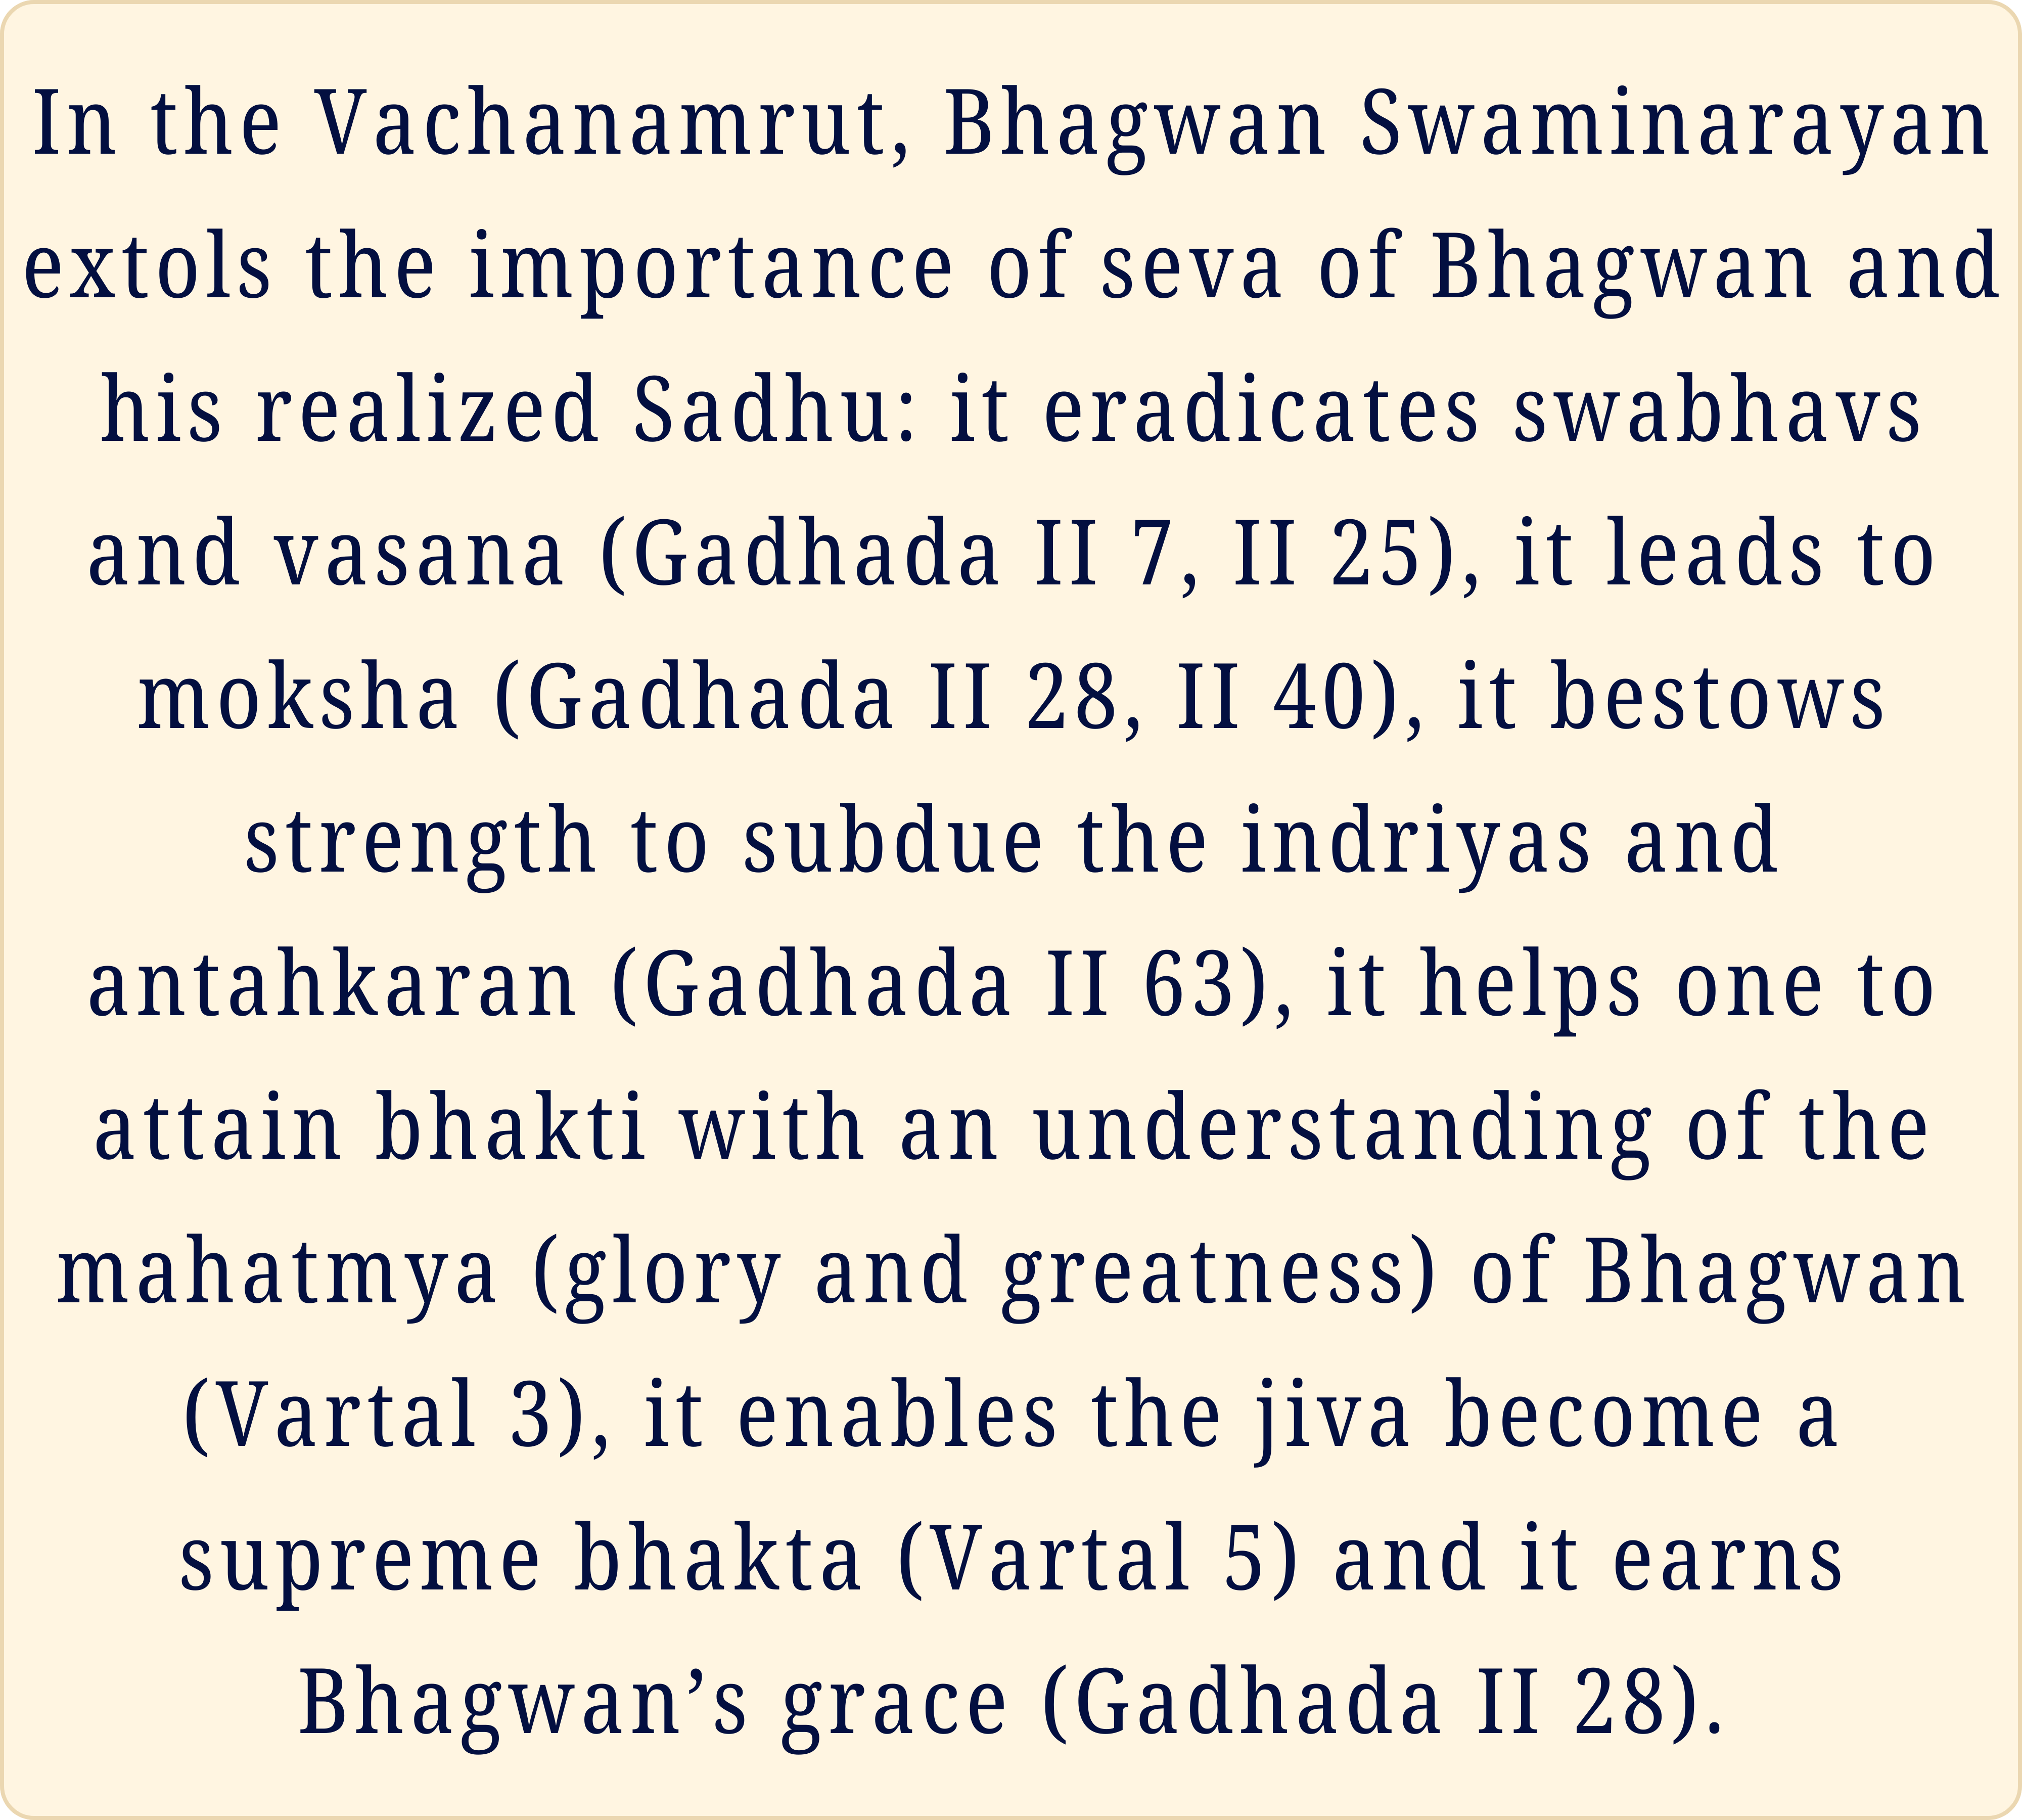 In the Vachanamrut, Bhagwan Swaminarayan
extols the importance of seva of Bhagwan and
his realized Sadhu: it eradicates swabhavs
and vasana (Gadhada II 7, II 25), it leads to
moksha (Gadhada II 28, II 40), it bestows
strength to subdue the indriyas and
antahkaran (Gadhada II 63), it helps one to
attain bhakti with an understanding of the
mahatmya (glory and greatness) of Bhagwan
(Vartal 3), it enables the jiva become a
supreme bhakta (Vartal 5) and it earns
Bhagwan’s grace (Gadhada II 28).